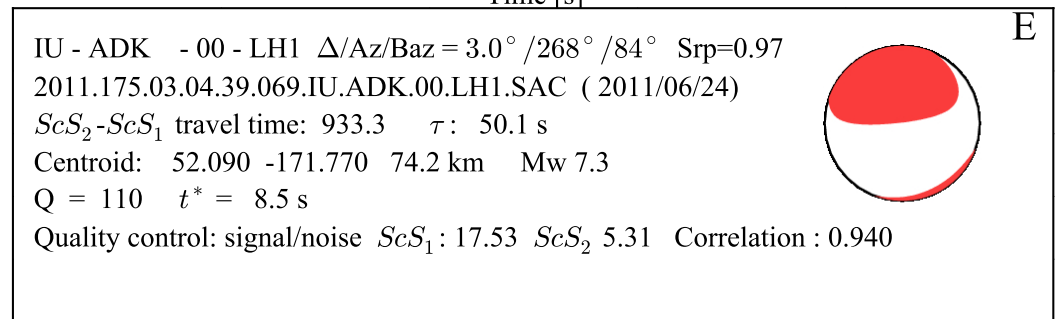 Time [s]
E
IU - ADK - 00 - LH1 Δ/Az/Baz = 3.0°/268°/84° Srp=0.97
2011.175.03.04.39.069.IU.ADK.00.LH1.SAC ( 2011/06/24)
ScS₂-ScS₁ travel time: 933.3 τ : 50.1 s
Centroid: 52.090 -171.770 74.2 km Mw 7.3
Q = 110 t* = 8.5 s
Quality control: signal/noise ScS₁ : 17.53 ScS₂ 5.31 Correlation : 0.940